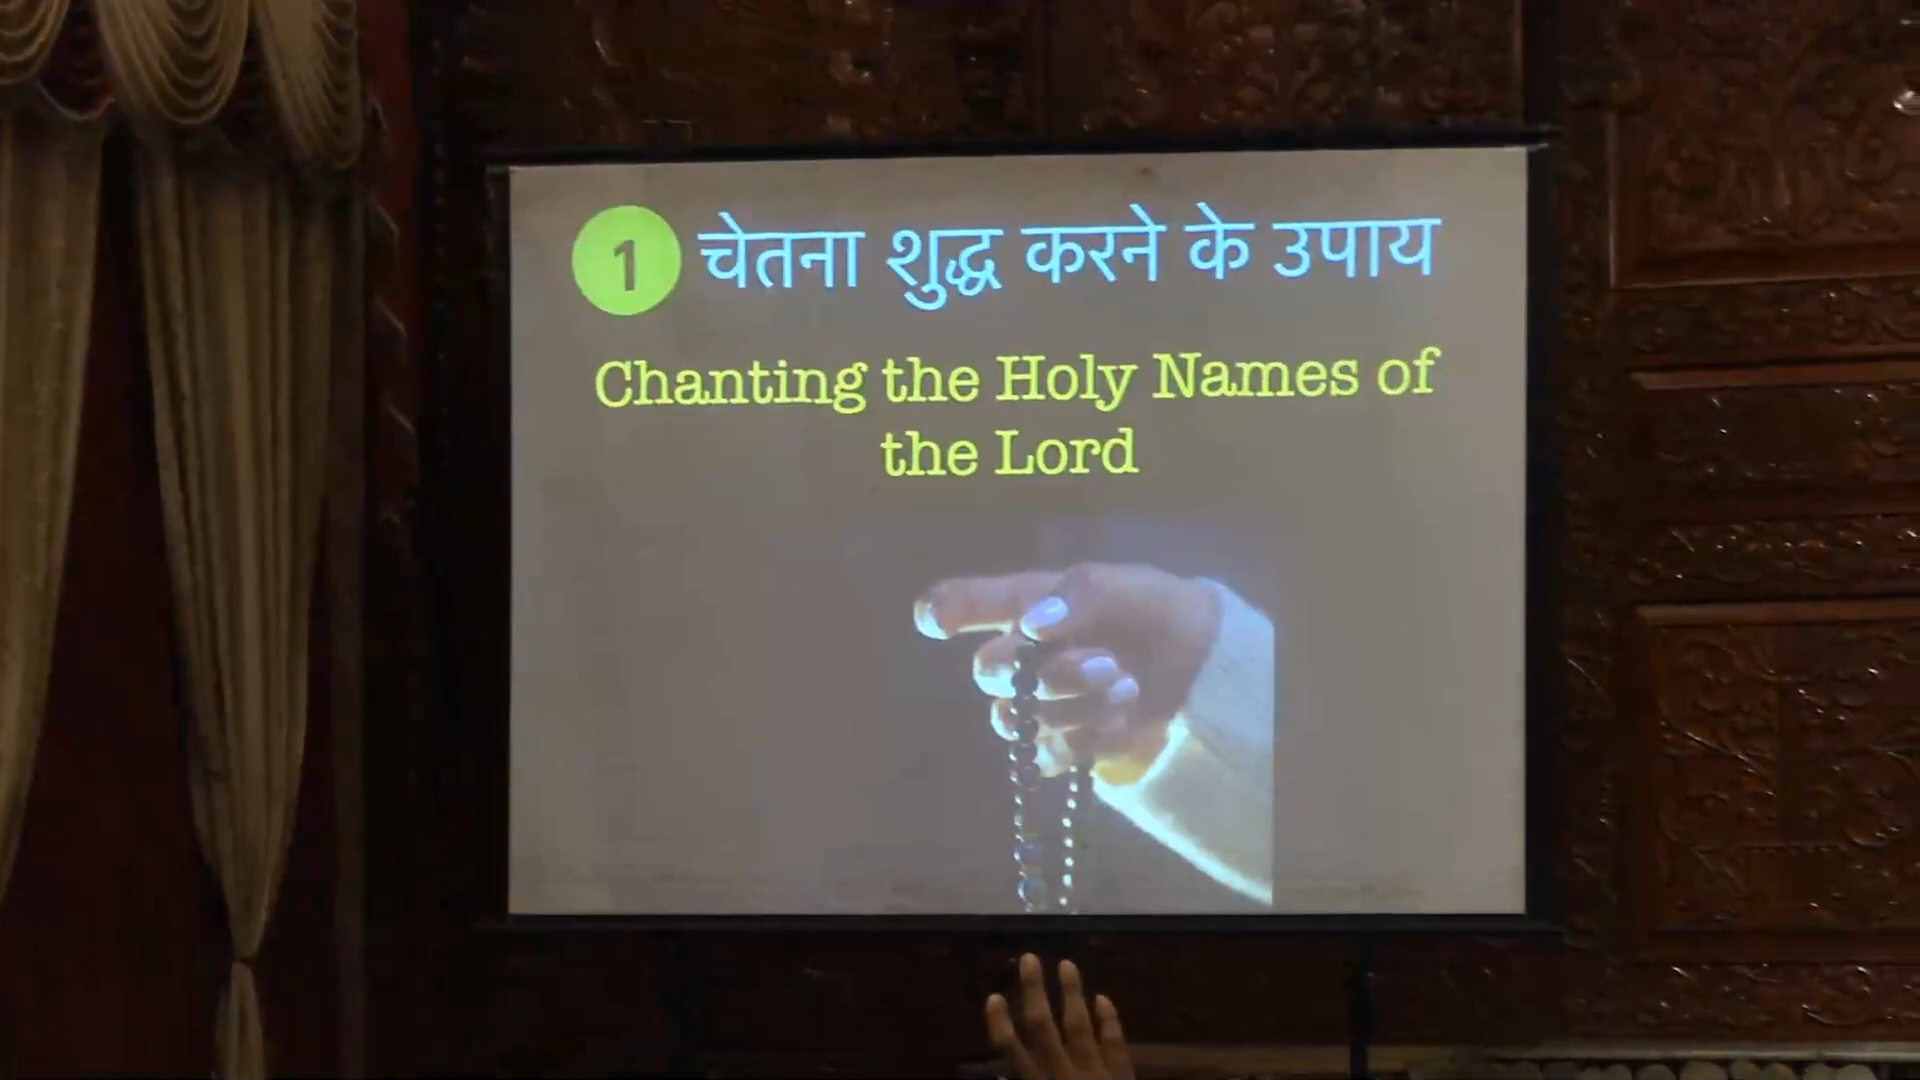 1 चेतना शुद्ध करने के उपाय
Chanting the Holy Names of
the Lord